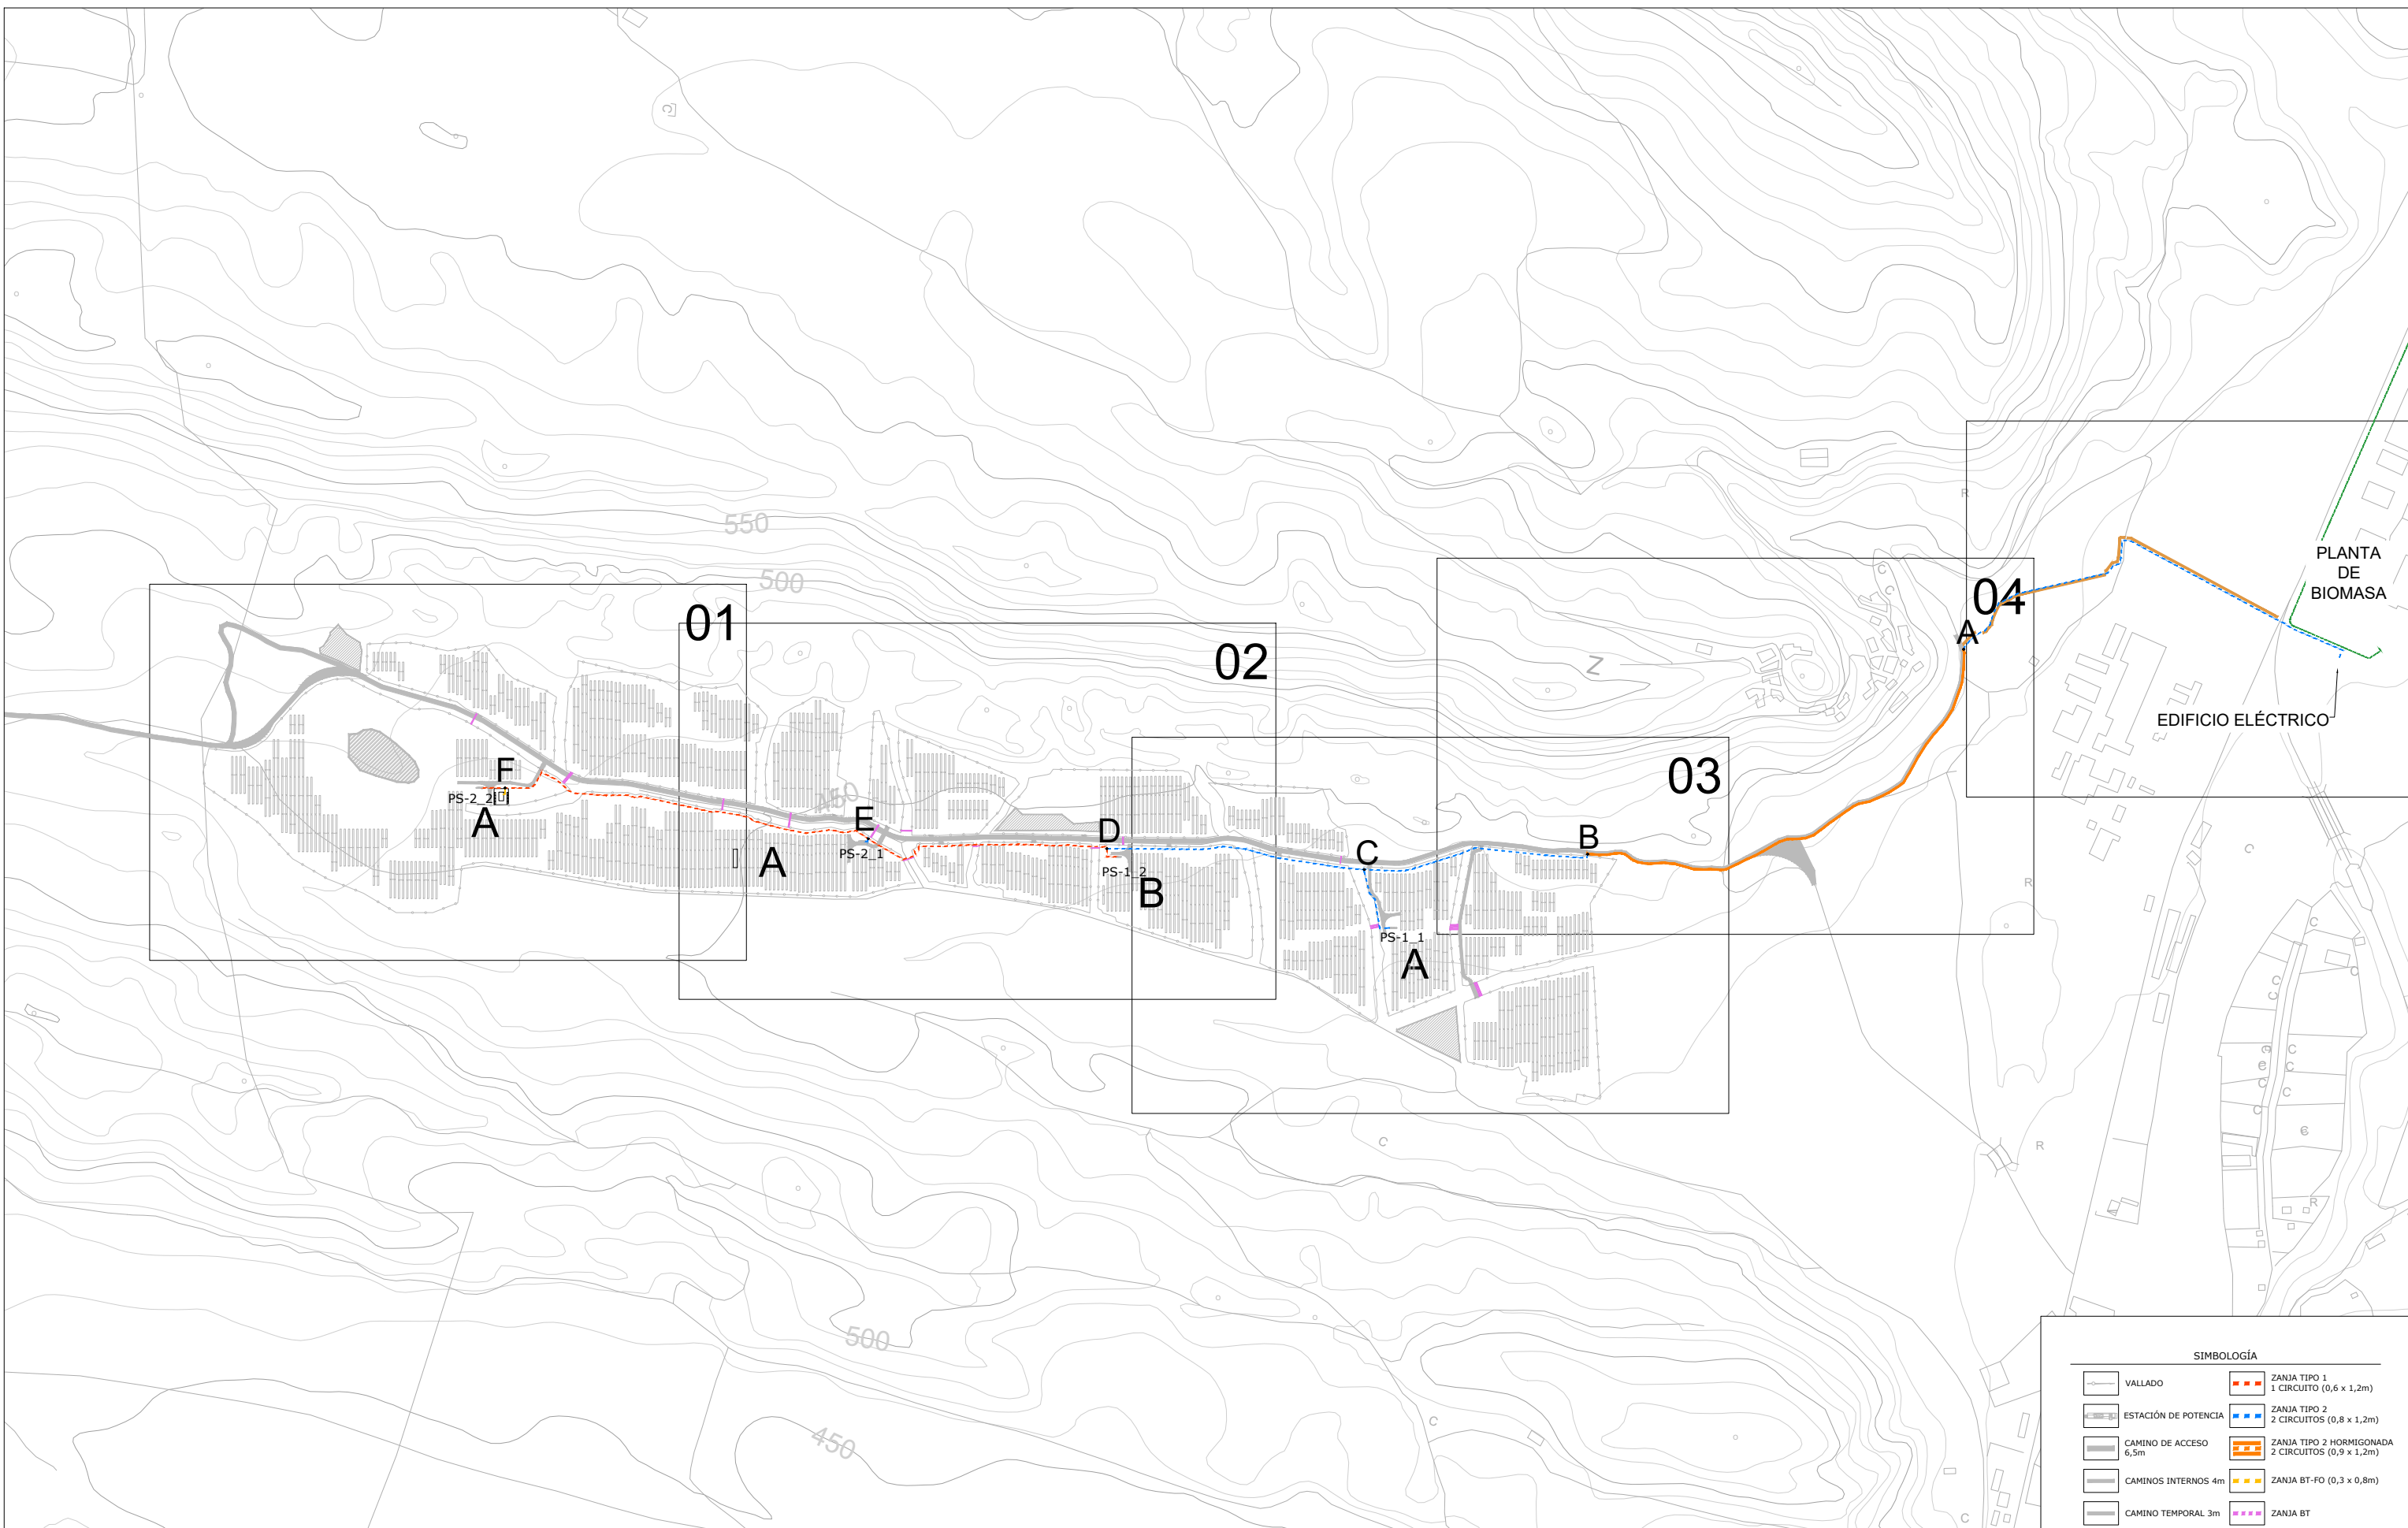 550
500
01
02
03
04
Z
R
C
C
A
PLANTA
DE
BIOMASA
EDIFICIO ELÉCTRICO
F
PS-2_2
A
450
E
PS-2_1
A
D
PS-1_2
B
C
PS-1_1
A
B
R
C
C
C
C
C
C
C
C
C
C
C
C
R
R
C
500
450
C
C
SIMBOLOGÍA
VALLADO
ZANJA TIPO 1
1 CIRCUITO (0,6 x 1,2m)
ESTACIÓN DE POTENCIA
ZANJA TIPO 2
2 CIRCUITOS (0,8 x 1,2m)
CAMINO DE ACCESO
6,5m
ZANJA TIPO 2 HORMIGONADA
2 CIRCUITOS (0,9 x 1,2m)
CAMINOS INTERNOS 4m
ZANJA BT-FO (0,3 x 0,8m)
CAMINO TEMPORAL 3m
ZANJA BT